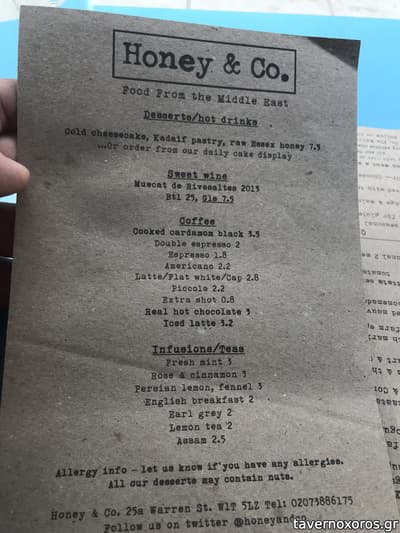 Honey & Co.
Food From the Middle East
Desserts/hot drinks
Cold cheesecake, Kadaif pastry, raw Essex honey 7.5
...Or order from our daily cake display
Sweet wine
Muscat de Rivesaltes 2013
Btl 25, Gls 7.5
Coffee
Cooked cardamom black 3.5
Double espresso 2
Espresso 1.8
Americano 2.2
Latte/Flat white/Cap 2.8
Piccolo 2.2
Extra shot 0.8
Real hot chocolate 3
Iced latte 3.2
Infusions/Teas
Fresh mint 3
Rose & cinnamon 3
Persian lemon, fennel 3
English breakfast 2
Earl grey 2
Lemon tea 2
Assam 2.5
Allergy info - let us know if you have any allergies.
All our desserts may contain nuts.
Honey & Co. 25a Warren St. W1T 5LZ Tel: 02073886175
Follow us on twitter @honeyandco
tavernoxoros.gr